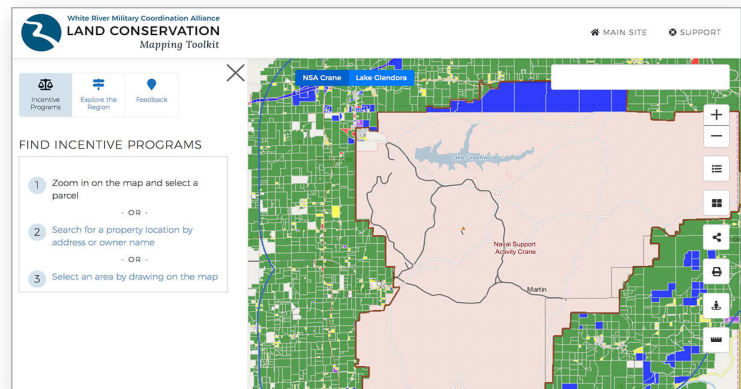 White River Military Coordination Alliance
LAND CONSERVATION
Mapping Toolkit
MAIN SITE
SUPPORT
Incentive
Programs
Explore the
Region
Feedback
NSA Crane
Lake Glendora
FIND INCENTIVE PROGRAMS
1 Zoom in on the map and select a
parcel
- OR -
2 Search for a property location by
address or owner name
- OR -
3 Select an area by drawing on the map
Lake Greenwood
Naval Support
Activity Crane
Martin